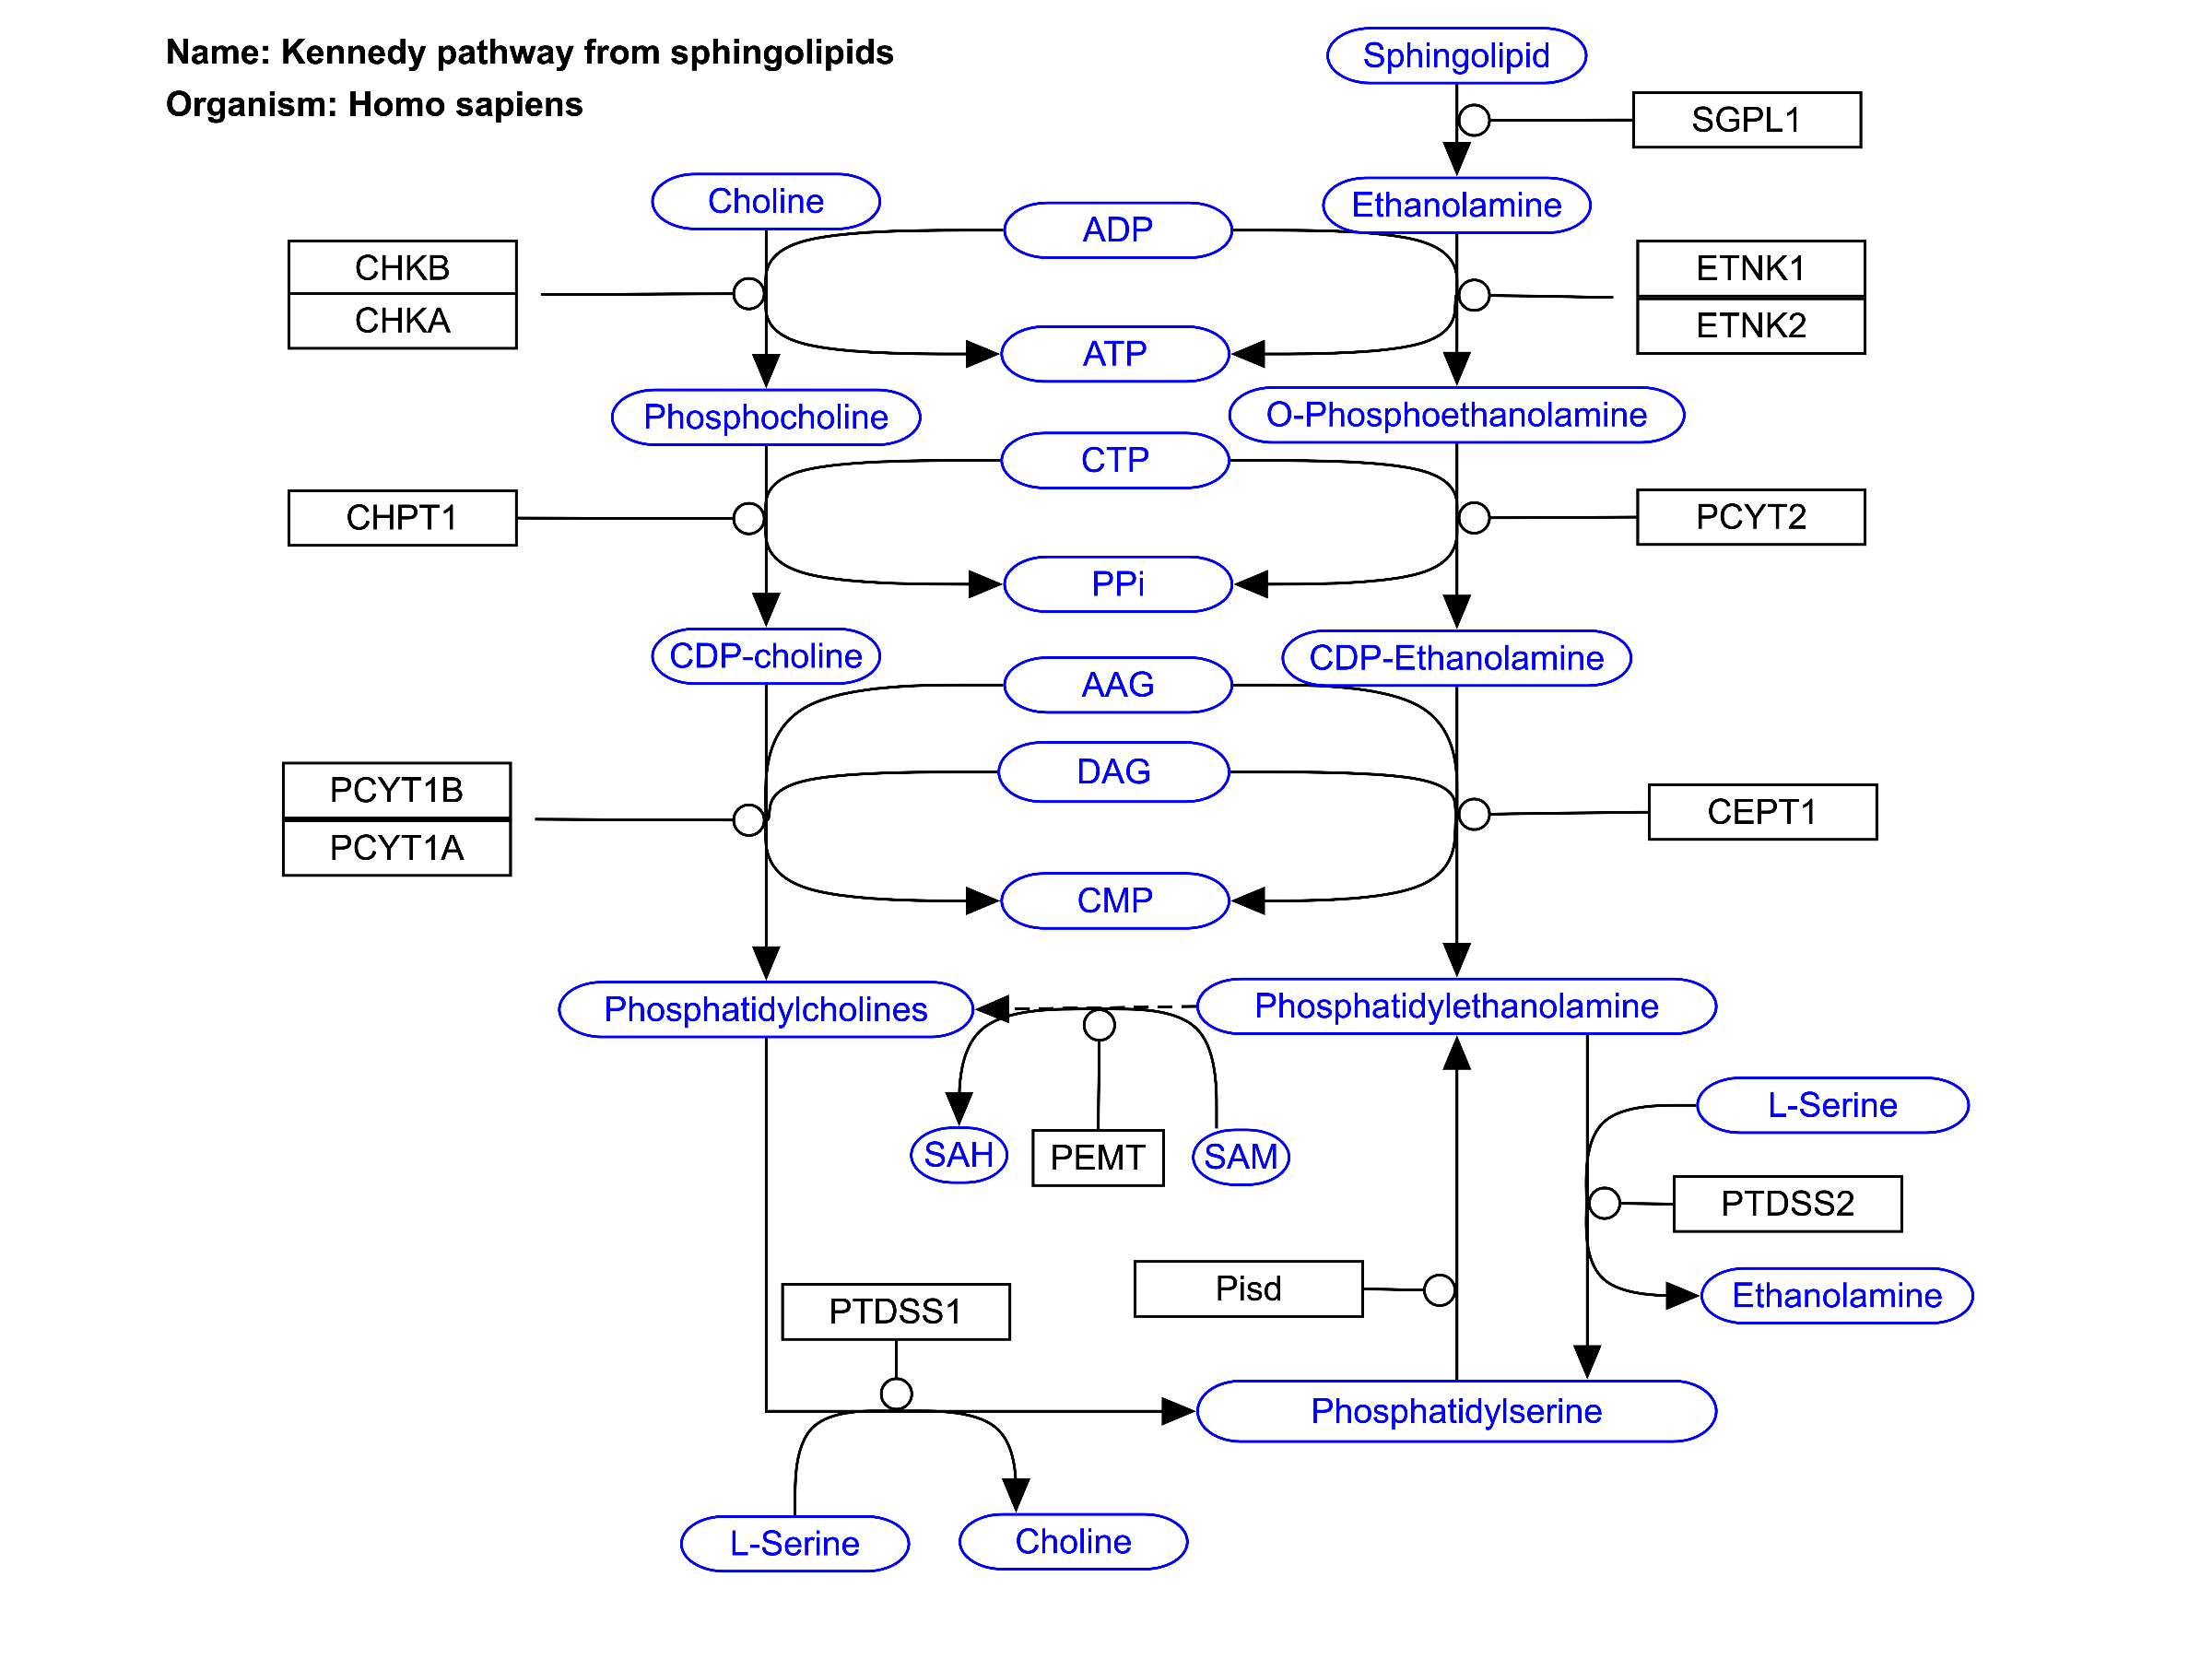 Name: Kennedy pathway from sphingolipids
Organism: Homo sapiens
Sphingolipid
SGPL1
Choline
ADP
Ethanolamine
CHKB
CHKA
ETNK1
ETNK2
ATP
Phosphocholine
O-Phosphoethanolamine
CTP
CHPT1
PCYT2
PPi
CDP-choline
CDP-Ethanolamine
AAG
DAG
PCYT1B
PCYT1A
CEPT1
CMP
Phosphatidylcholines
Phosphatidylethanolamine
L-Serine
SAH
PEMT
SAM
PTDSS2
Pisd
Ethanolamine
PTDSS1
Phosphatidylserine
L-Serine
Choline